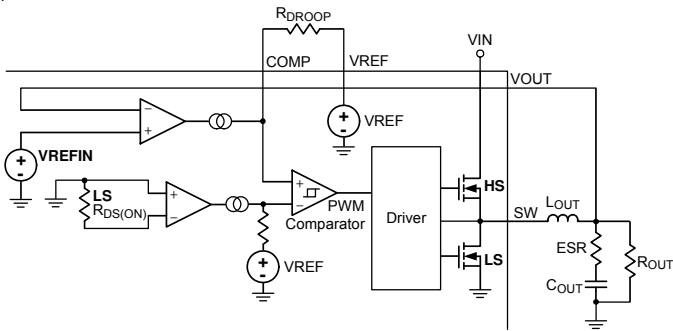 RDROOP
VIN
COMP
VREF
VOUT
−
+
+
-
VREF
+
-
VREFIN
LS
RDS(ON)
+
−
+
−
PWM
Comparator
Driver
HS
SW
LOUT
+
-
VREF
LS
ESR
ROUT
COUT